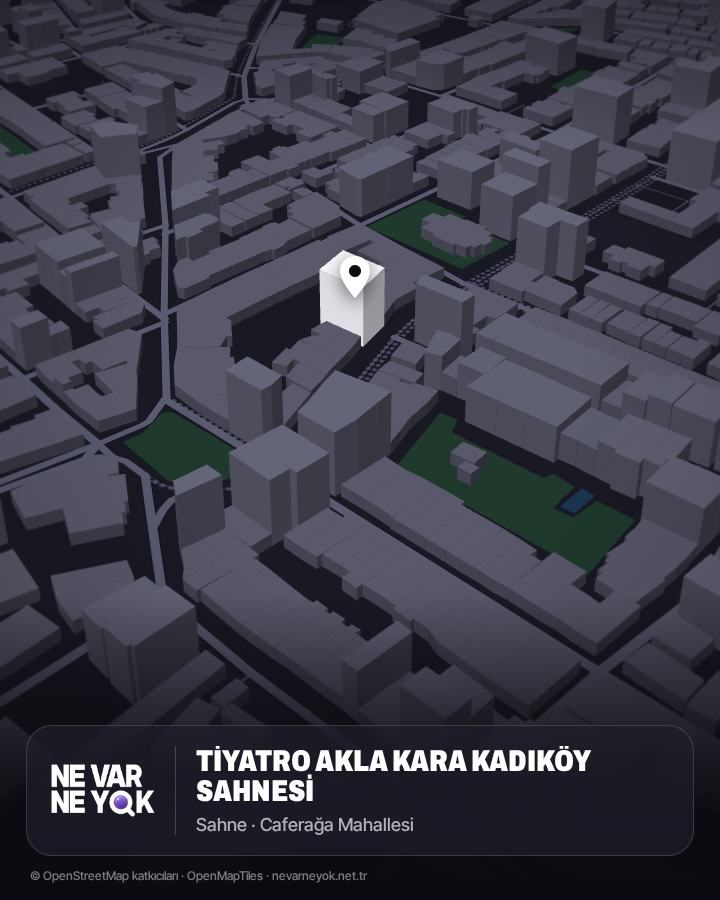 NE VAR
NE YOK
TİYATRO AKLA KARA KADIKÖY
SAHNESİ
Sahne · Caferağa Mahallesi
© OpenStreetMap katkıcıları · OpenMapTiles · nevarneyok.net.tr